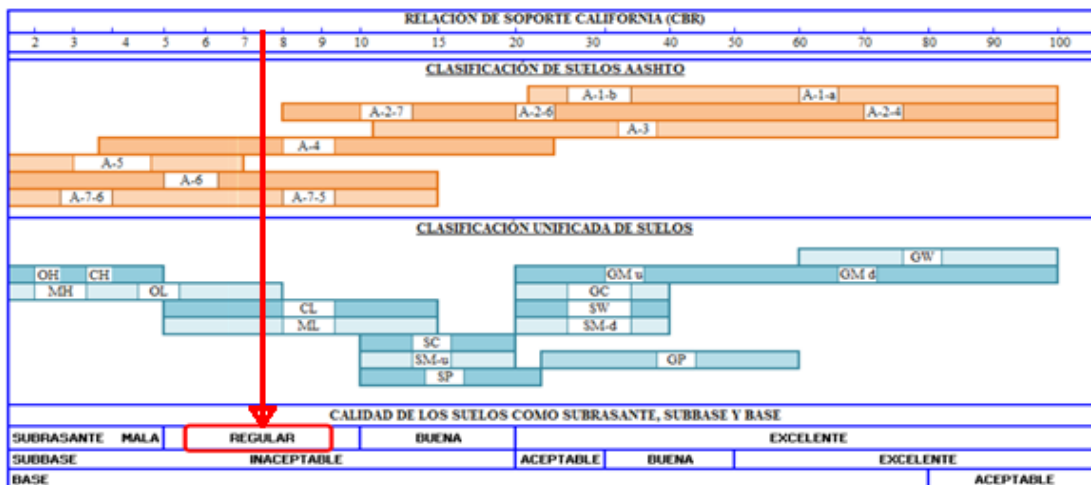 RELACIÓN DE SOPORTE CALIFORNIA (CBR)
2 3 4 5 6 7 8 9 10 15 20 30 40 50 60 70 80 90 100
CLASIFICACIÓN DE SUELOS AASHTO
A-1-b A-1-a
A-2-7 A-2-6 A-2-4
A-3
A-4
A-5
A-6
A-7-6 A-7-5
CLASIFICACIÓN UNIFICADA DE SUELOS
GW
OH CH GM u GM d
MH OL GC
CL SW
ML SM-d
SC
SM-u GP
SP
CALIDAD DE LOS SUELOS COMO SUBRASANTE, SUBBASE Y BASE
SUBRASANTE MALA REGULAR BUENA EXCELENTE
SUBBASE INACEPTABLE ACEPTABLE BUENA EXCELENTE
BASE ACEPTABLE